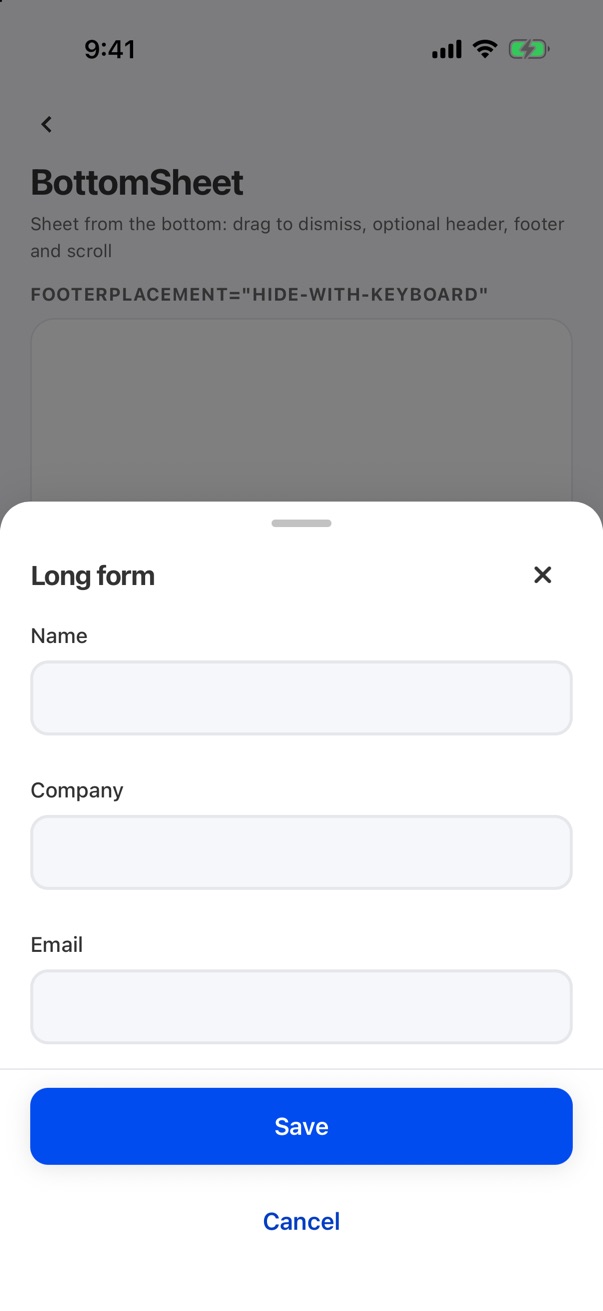 9:41
BottomSheet
Sheet from the bottom: drag to dismiss, optional header, footer
and scroll
FOOTERPLACEMENT="HIDE-WITH-KEYBOARD"
Long form
Name
Company
Email
Save
Cancel